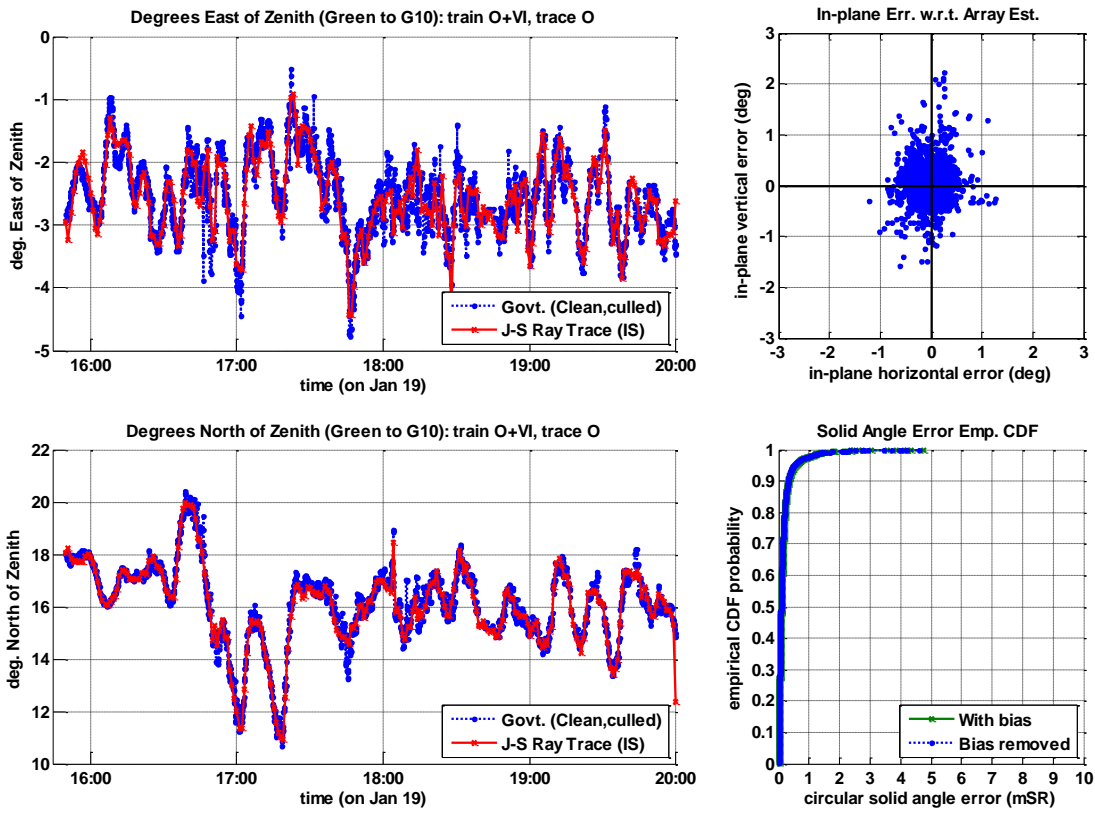 Degrees East of Zenith (Green to G10): train O+VI, trace O
deg. East of Zenith
0
-1
-2
-3
-4
-5
16:00 17:00 18:00 19:00 20:00
time (on Jan 19)
Govt. (Clean,culled)
J-S Ray Trace (IS)
In-plane Err. w.r.t. Array Est.
in-plane vertical error (deg)
3
2
1
0
-1
-2
-3
-3 -2 -1 0 1 2 3
in-plane horizontal error (deg)
Degrees North of Zenith (Green to G10): train O+VI, trace O
deg. North of Zenith
22
20
18
16
14
12
10
16:00 17:00 18:00 19:00 20:00
time (on Jan 19)
Govt. (Clean,culled)
J-S Ray Trace (IS)
Solid Angle Error Emp. CDF
empirical CDF probability
1
0.9
0.8
0.7
0.6
0.5
0.4
0.3
0.2
0.1
0
0 1 2 3 4 5 6 7 8 9 10
circular solid angle error (mSR)
With bias
Bias removed